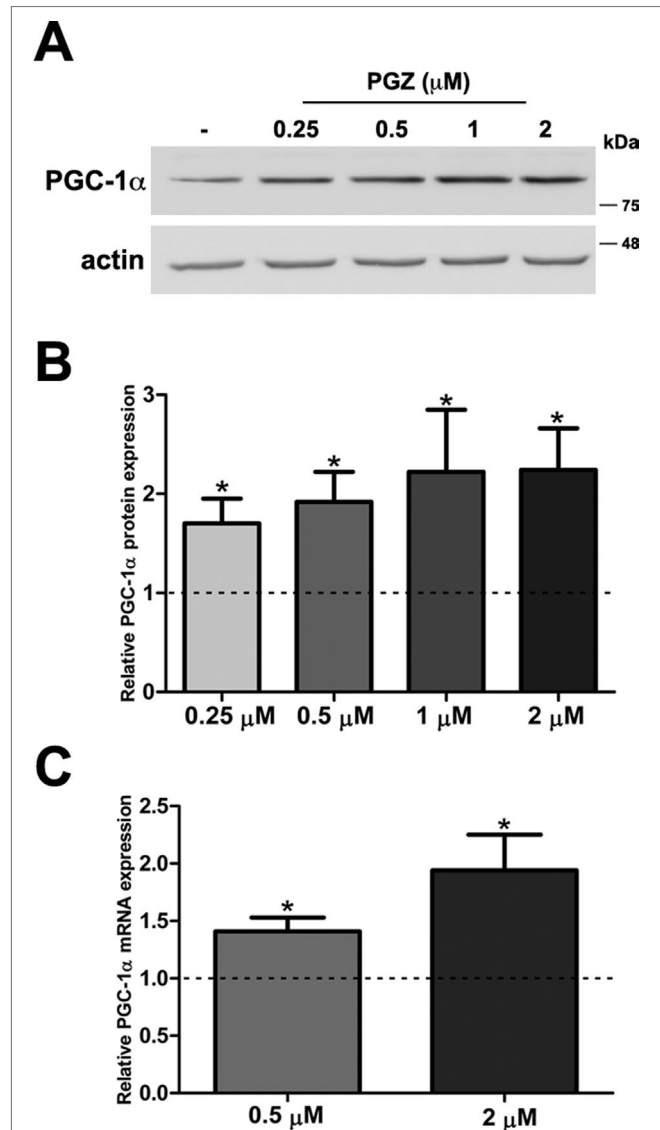 A
PGZ (μM)
- 0.25 0.5 1 2 kDa
PGC-1α
75
48
actin
B
Relative PGC-1α protein expression
3
2
1
0
* * * *
0.25 μM 0.5 μM 1 μM 2 μM
C
Relative PGC-1α mRNA expression
2.5
2.0
1.5
1.0
0.5
0.0
* *
0.5 μM 2 μM